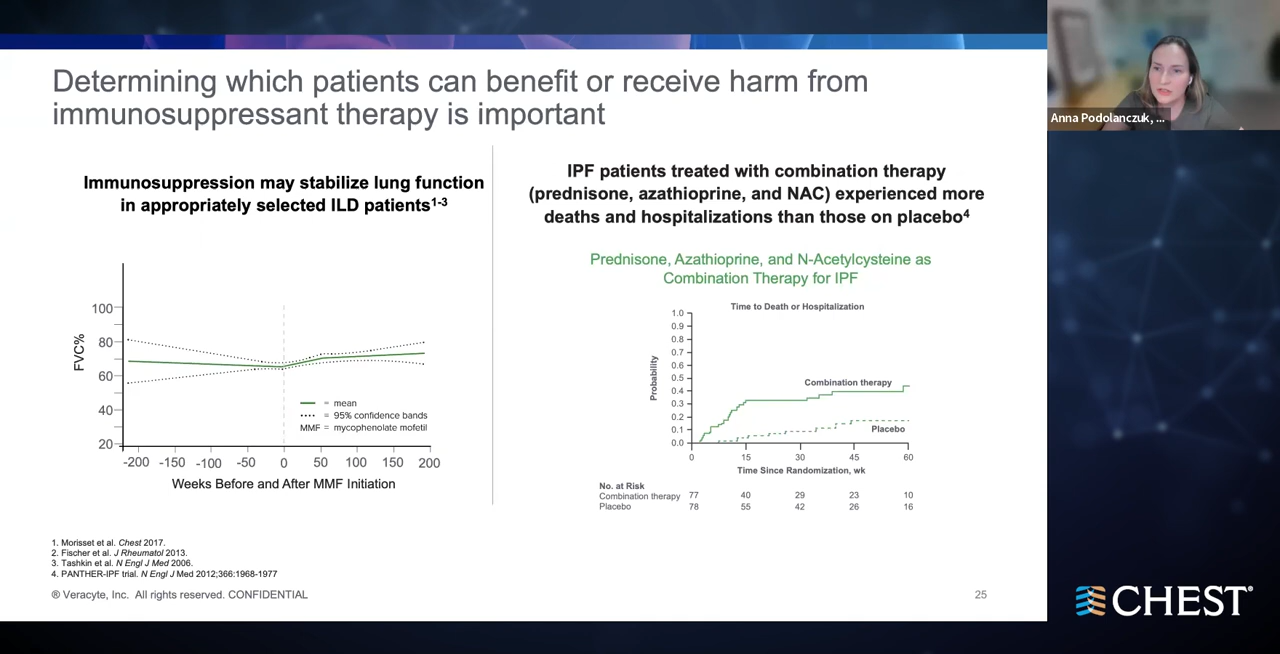 Determining which patients can benefit or receive harm from
immunosuppressant therapy is important
Immunosuppression may stabilize lung function
in appropriately selected ILD patients1-3
100
80
60
40
20
FVC%
-200 -150 -100 -50 0 50 100 150 200
Weeks Before and After MMF Initiation
= mean
= 95% confidence bands
MMF = mycophenolate mofetil
IPF patients treated with combination therapy
(prednisone, azathioprine, and NAC) experienced more
deaths and hospitalizations than those on placebo4
Prednisone, Azathioprine, and N-Acetylcysteine as
Combination Therapy for IPF
Time to Death or Hospitalization
1.0
0.9
0.8
0.7
0.6
0.5
0.4
0.3
0.2
0.1
0.0
Probability
Combination therapy
Placebo
0 15 30 45 60
Time Since Randomization, wk
No. at Risk
Combination therapy 77 40 29 23 10
Placebo 78 55 42 26 16
1. Morisset et al. Chest 2017.
2. Fischer et al. J Rheumatol 2013.
3. Tashkin et al. N Engl J Med 2006.
4. PANTHER-IPF trial. N Engl J Med 2012;366:1968-1977
® Veracyte, Inc. All rights reserved. CONFIDENTIAL
25
Anna Podolanczuk, ...
CHEST®